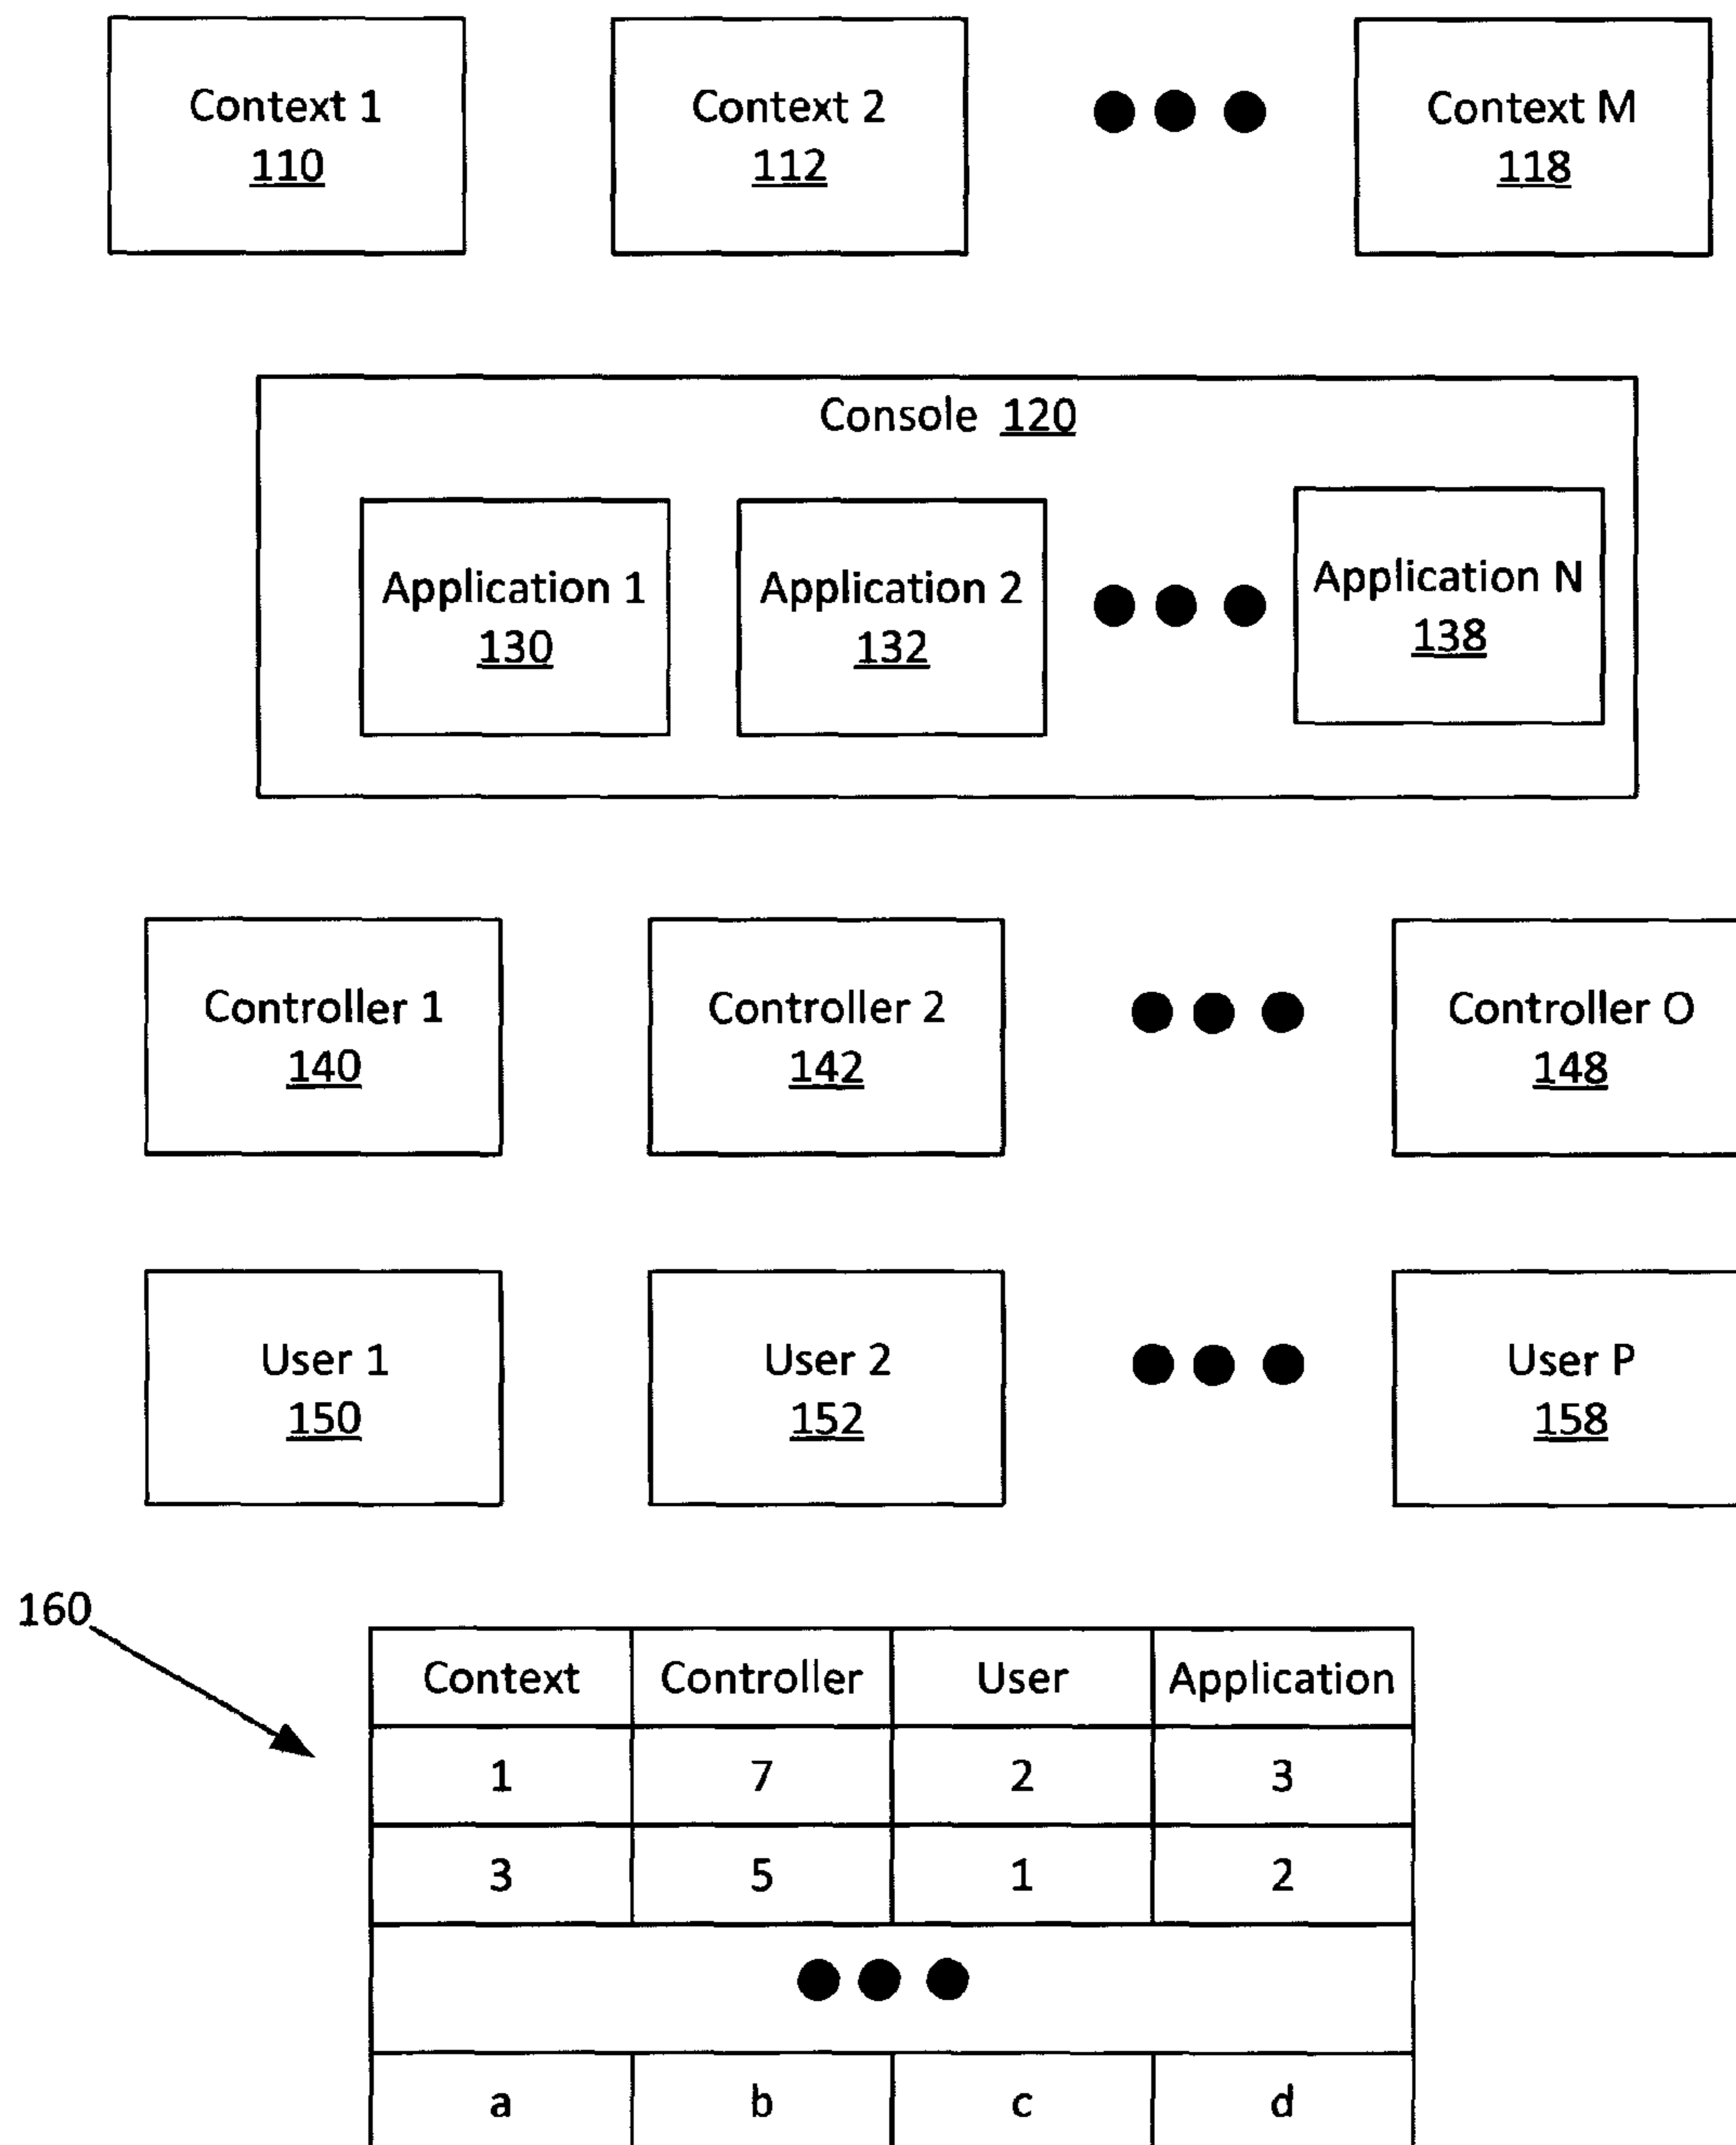 Context 1
110
Context 2
112
Context M
118
Console 120
Application 1
130
Application 2
132
Application N
138
Controller 1
140
Controller 2
142
Controller O
148
User 1
150
User 2
152
User P
158
160
Context Controller User Application
1 7 2 3
3 5 1 2
a b c d